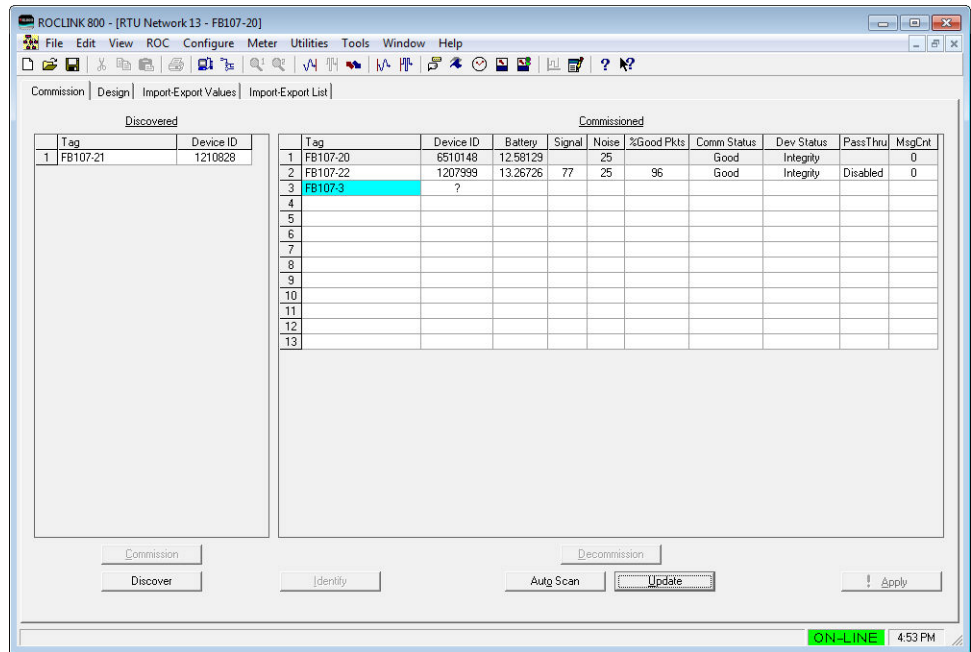 ROCLINK 800 - [RTU Network 13 - FB107-20]
File Edit View ROC Configure Meter Utilities Tools Window Help
Commission Design Import-Export Values Import-Export List
Discovered
Tag Device ID
1 FB107-21 1210828
Commissioned
Tag Device ID Battery Signal Noise %Good Pkts Comm Status Dev Status PassThru MsgCnt
1 FB107-20 6510148 12.58129 25 Good Integrity 0
2 FB107-22 1207999 13.26726 77 25 96 Good Integrity Disabled 0
3 FB107-3 ?
4
5
6
7
8
9
10
11
12
13
Commission Decommission
Discover Identify Auto Scan Update ! Apply
ON-LINE 4:53 PM